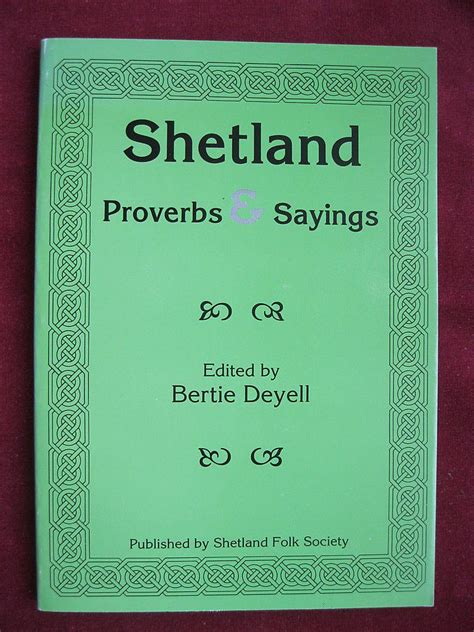 Shetland
Proverbs & Sayings
Edited by
Bertie Deyell
Published by Shetland Folk Society